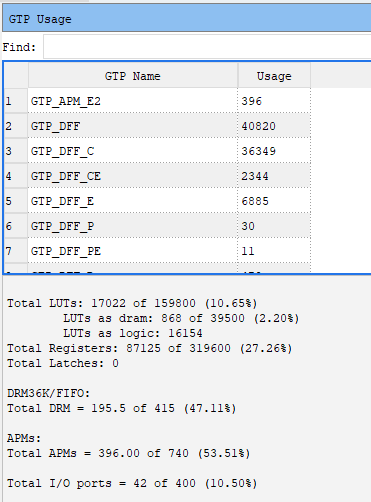 GTP Usage
Find:
GTP Name Usage
1 GTP_APM_E2 396
2 GTP_DFF 40820
3 GTP_DFF_C 36349
4 GTP_DFF_CE 2344
5 GTP_DFF_E 6885
6 GTP_DFF_P 30
7 GTP_DFF_PE 11
Total LUTs: 17022 of 159800 (10.65%)
LUTs as dram: 868 of 39500 (2.20%)
LUTs as logic: 16154
Total Registers: 87125 of 319600 (27.26%)
Total Latches: 0
DRM36K/FIFO:
Total DRM = 195.5 of 415 (47.11%)
APMs:
Total APMs = 396.00 of 740 (53.51%)
Total I/O ports = 42 of 400 (10.50%)